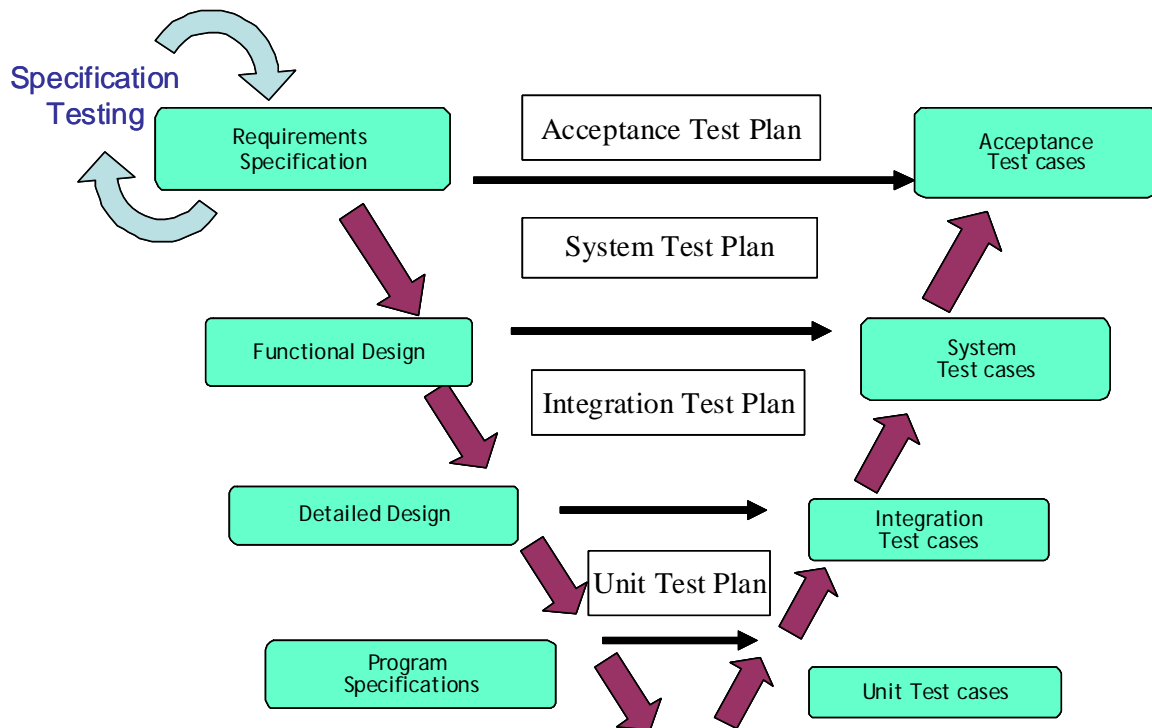 Specification
Testing
Requirements
Specification
Acceptance Test Plan
Acceptance
Test cases
System Test Plan
Functional Design
System
Test cases
Integration Test Plan
Detailed Design
Integration
Test cases
Unit Test Plan
Program
Specifications
Unit Test cases